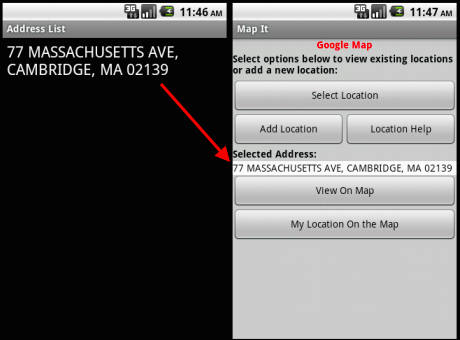 11:46 AM
Address List
77 MASSACHUSETTS AVE,
CAMBRIDGE, MA 02139
11:47 AM
Map It
Google Map
Select options below to view existing locations
or add a new location:
Select Location
Add Location
Location Help
Selected Address:
77 MASSACHUSETTS AVE, CAMBRIDGE, MA 02139
View On Map
My Location On the Map